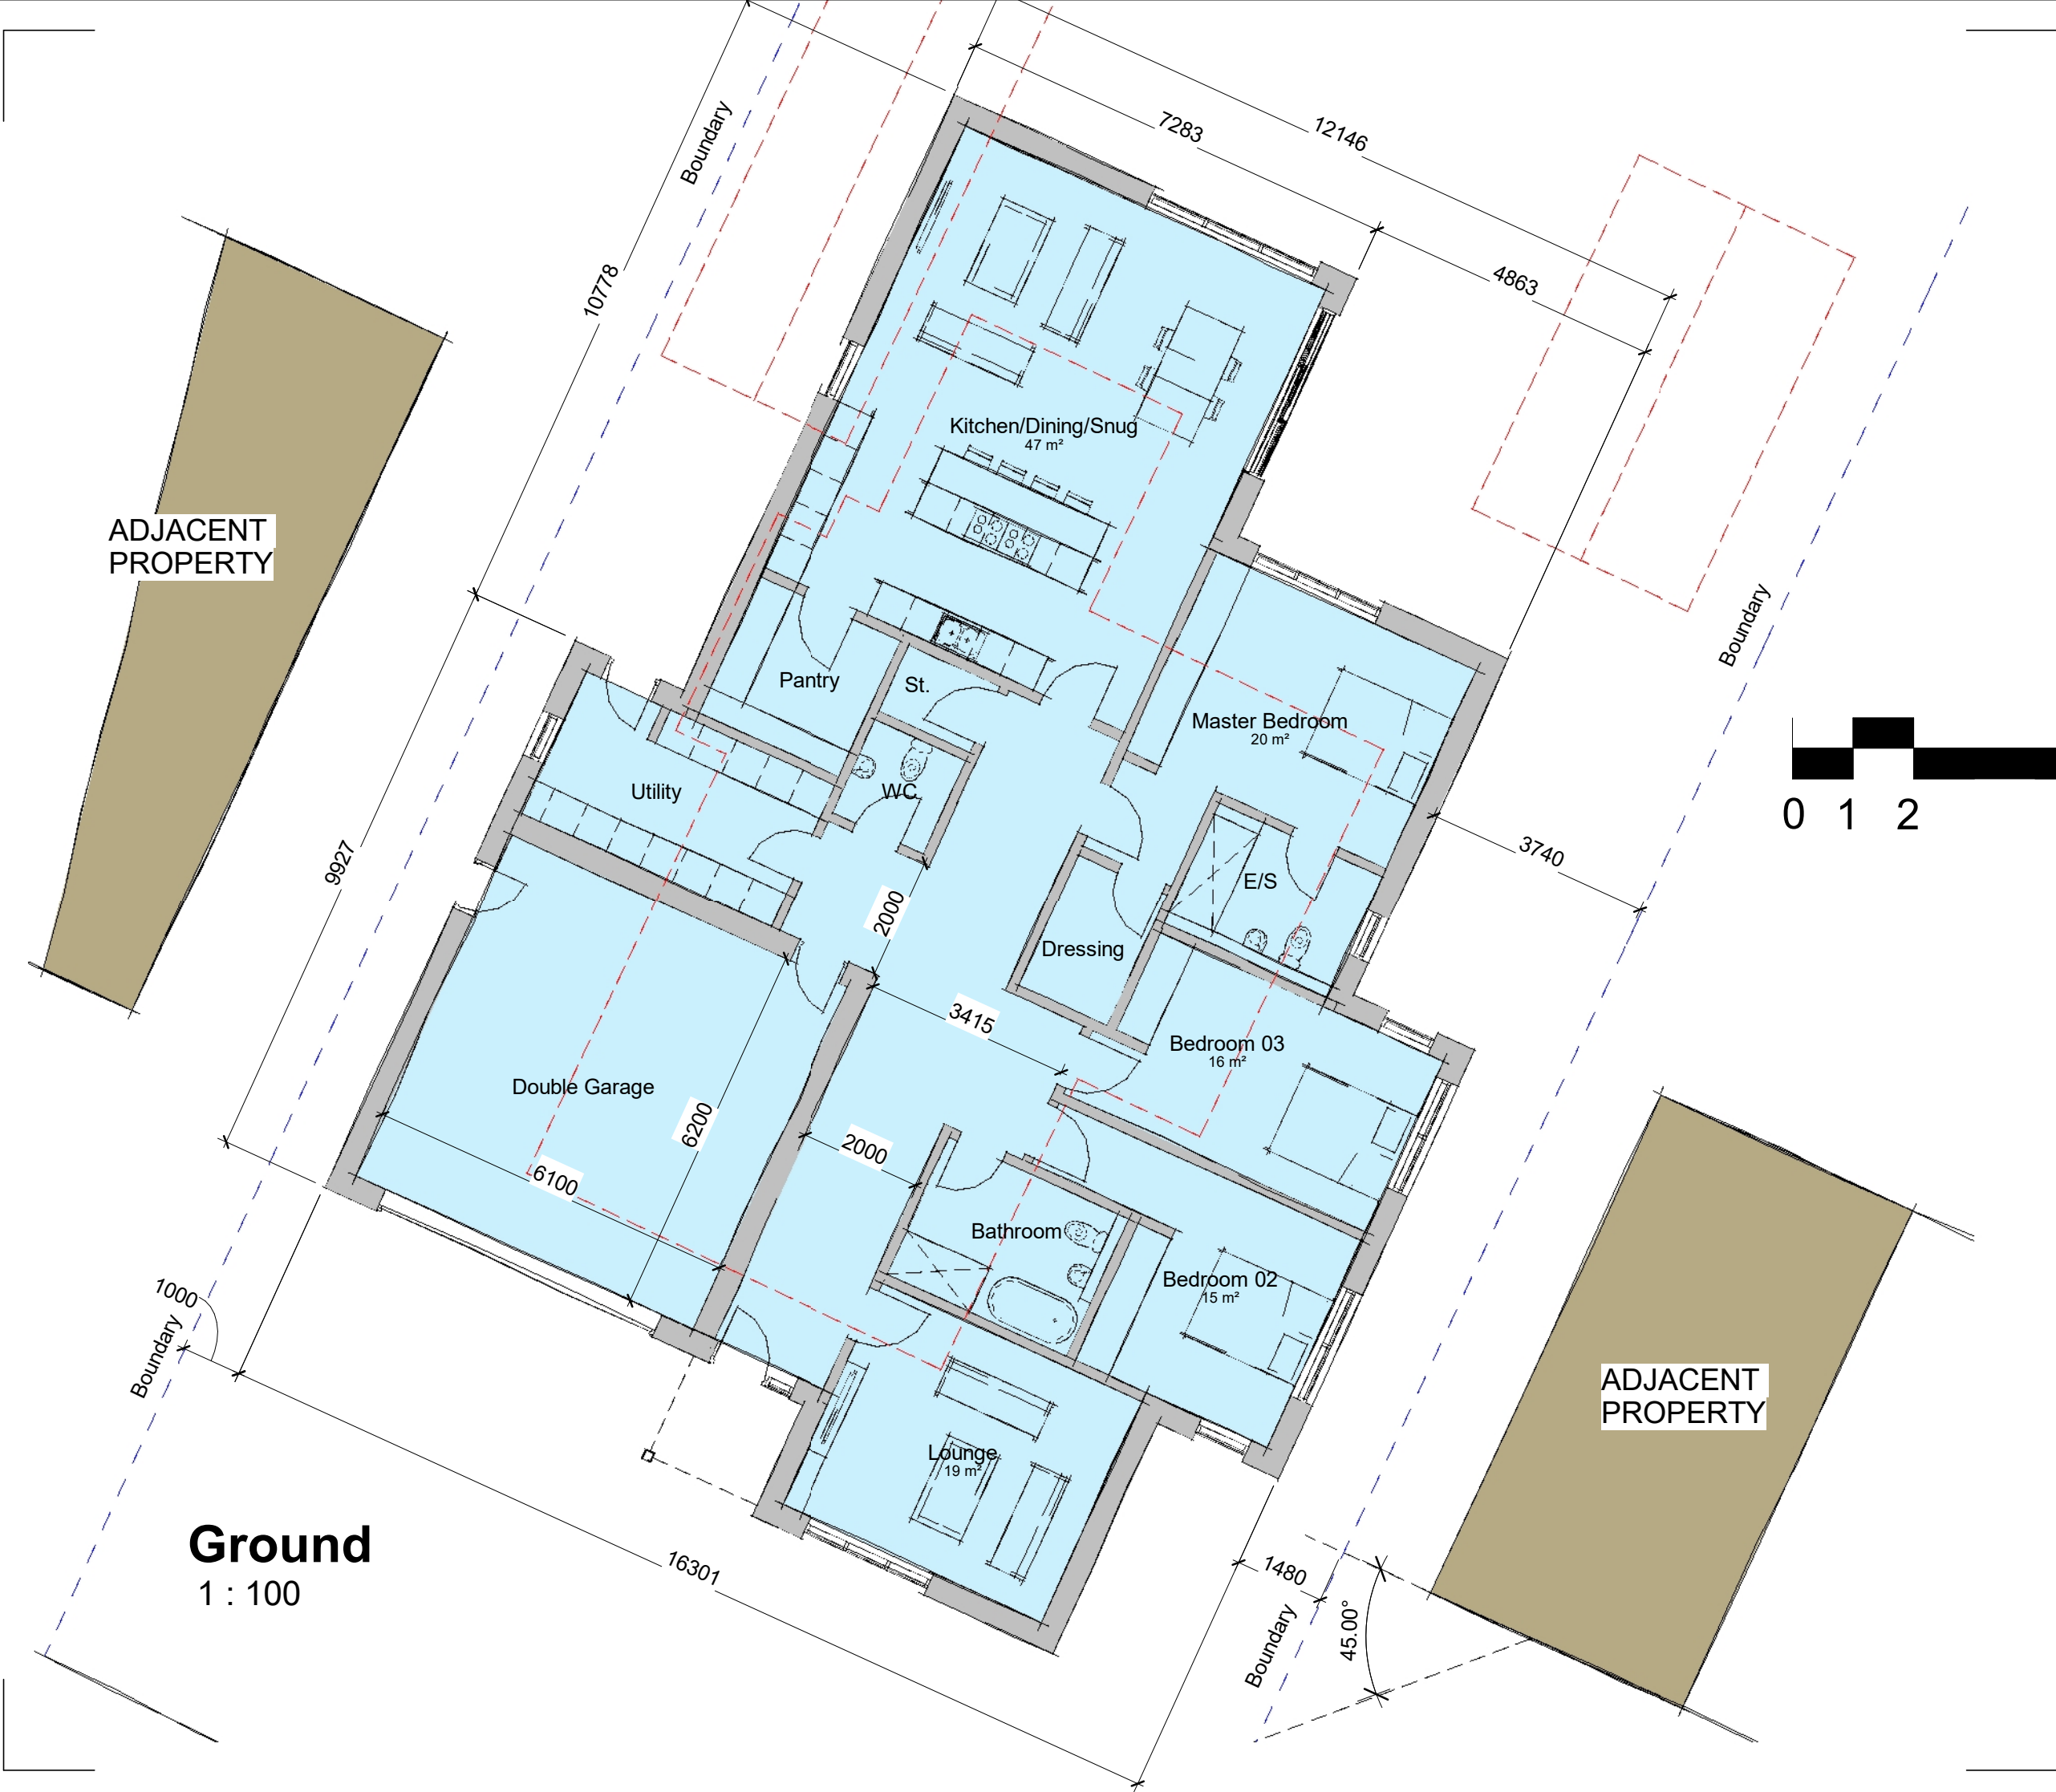 12146
7283
Boundary
4863
10778
Kitchen/Dining/Snug
47 m²
ADJACENT
PROPERTY
Boundary
Pantry
St.
Master Bedroom
20 m²
Utility
WC
0 1 2
3740
9927
E/S
2000
Dressing
3415
Bedroom 03
16 m²
Double Garage
6200
2000
6100
Bathroom
Bedroom 02
15 m²
1000
Boundary
ADJACENT
PROPERTY
Lounge
19 m²
Ground
1 : 100
16301
1480
45.00°
Boundary